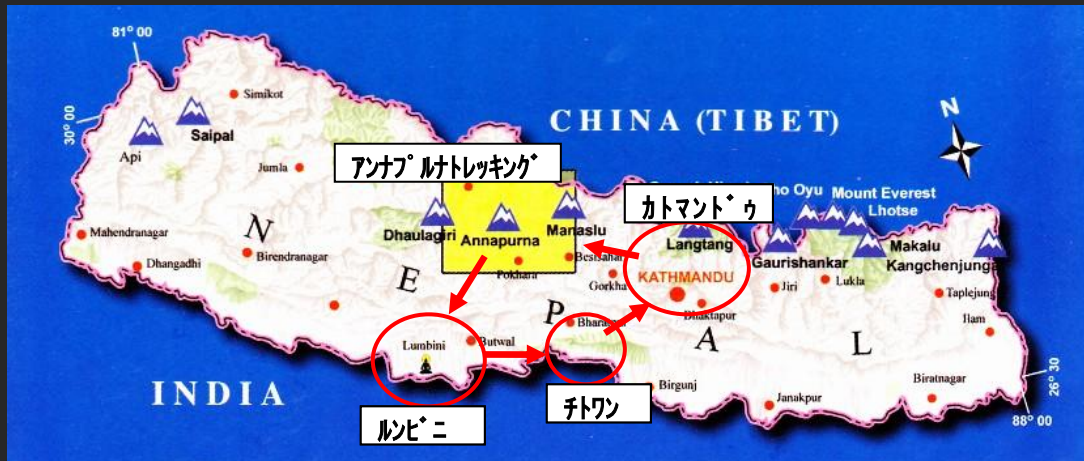 81° 00
30° 00
Simikot
Saipal
Api
Jumla
CHINA (TIBET)
N
アンナプルナトレッキング
カトマンドゥ
Oyu
Mount Everest
Lhotse
Mahendranagar
Dhangadhi
Birendranagar
Dhaulagiri
Annapurna
Manaslu
Langtang
Gaurishankar
Makalu
Kangchenjunga
Pokhara
Besisahar
Gorkha
KATHMANDU
Bhaktapur
Jiri
Lukla
Taplejung
Ilam
N E P A L
Lumbini
Butwal
INDIA
Birgunj
Janakpur
Biratnagar
26° 30
88° 00
ルンビニ
チトワン